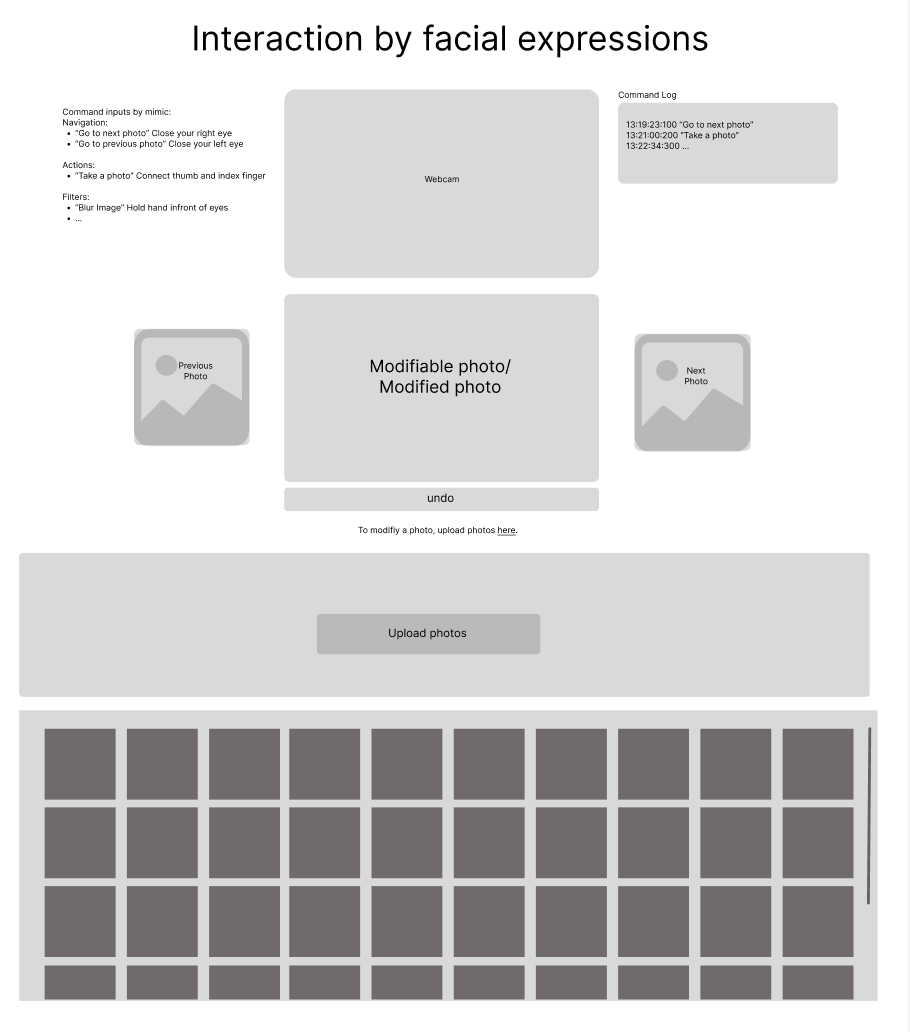 Interaction by facial expressions
Command inputs by mimic:
Navigation:
• “Go to next photo” Close your right eye
• “Go to previous photo” Close your left eye
Actions:
• “Take a photo” Connect thumb and index finger
Filters:
• “Blur Image” Hold hand infront of eyes
• ...
Webcam
Command Log
13:19:23:100 “Go to next photo”
13:21:00:200 “Take a photo”
13:22:34:300 ...
Previous
Photo
Modifiable photo/
Modified photo
Next
Photo
undo
To modifiy a photo, upload photos here.
Upload photos